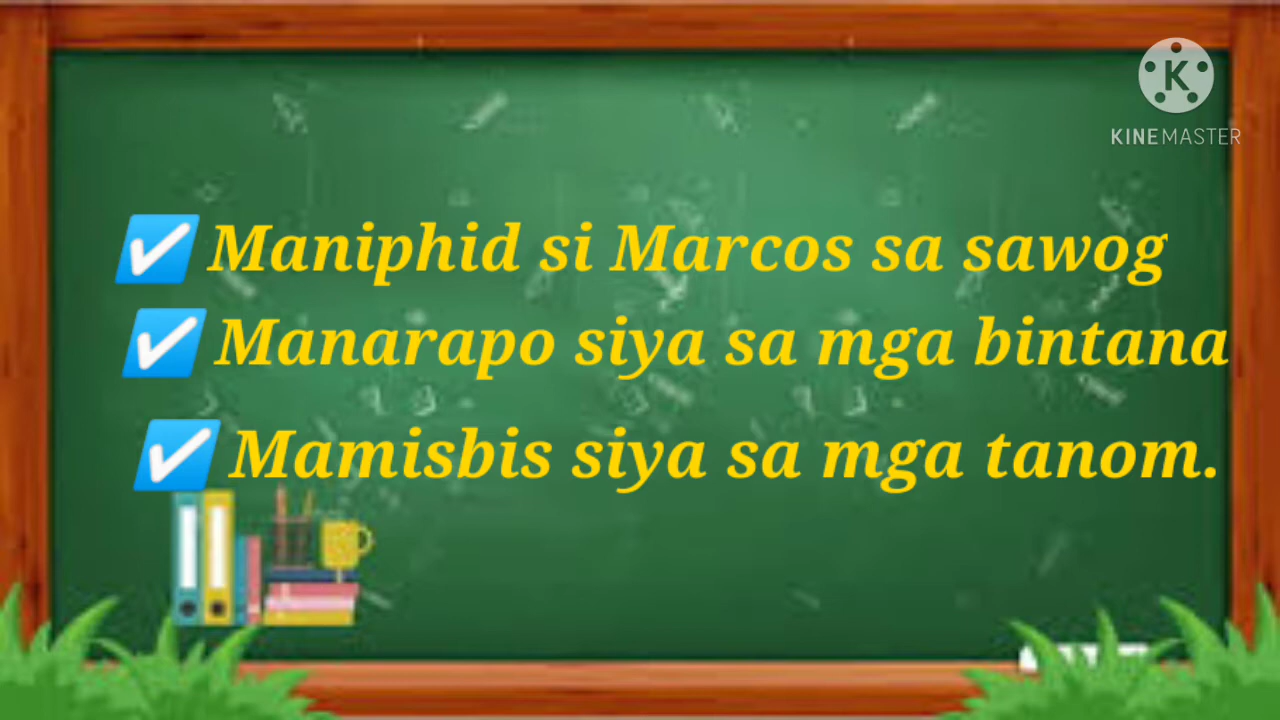 KINEMASTER
☑ Maniphid si Marcos sa sawog
☑ Manarapo siya sa mga bintana
☑ Mamisbis siya sa mga tanom.